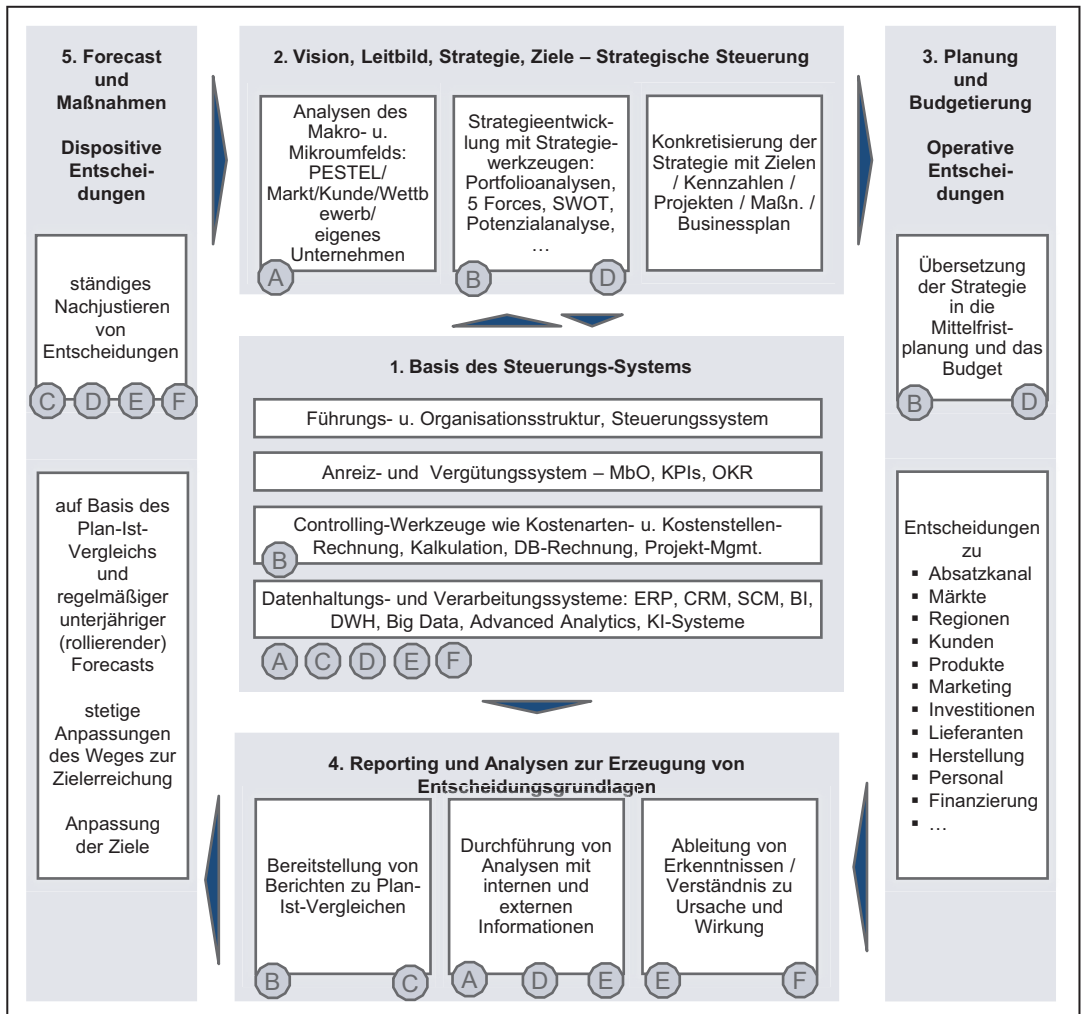 5. Forecast
und
Maßnahmen
Dispositive
Entschei-
dungen
ständiges
Nachjustieren
von
Entscheidungen
C D E F
auf Basis des
Plan-Ist-
Vergleichs
und
regelmäßiger
unterjähriger
(rollierender)
Forecasts
stetige
Anpassungen
des Weges zur
Zielerreichung
Anpassung
der Ziele
2. Vision, Leitbild, Strategie, Ziele – Strategische Steuerung
Analysen des
Makro- u.
Mikroumfelds:
PESTEL/
Markt/Kunde/Wettb
ewerb/
eigenes
Unternehmen
A
Strategieentwick-
lung mit Strategie-
werkzeugen:
Portfolioanalysen,
5 Forces, SWOT,
Potenzialanalyse,
…
B D
Konkretisierung der
Strategie mit Zielen
/ Kennzahlen /
Projekten / Maßn. /
Businessplan
1. Basis des Steuerungs-Systems
Führungs- u. Organisationsstruktur, Steuerungssystem
Anreiz- und Vergütungssystem – MbO, KPIs, OKR
Controlling-Werkzeuge wie Kostenarten- u. Kostenstellen-
Rechnung, Kalkulation, DB-Rechnung, Projekt-Mgmt.
B
Datenhaltungs- und Verarbeitungssysteme: ERP, CRM, SCM, BI,
DWH, Big Data, Advanced Analytics, KI-Systeme
A C D E F
4. Reporting und Analysen zur Erzeugung von
Entscheidungsgrundlagen
Bereitstellung von
Berichten zu Plan-
Ist-Vergleichen
B C
Durchführung von
Analysen mit
internen und
externen
Informationen
A D E
Ableitung von
Erkenntnissen /
Verständnis zu
Ursache und
Wirkung
E F
3. Planung
und
Budgetierung
Operative
Entschei-
dungen
Übersetzung
der Strategie
in die
Mittelfrist-
planung und das
Budget
B D
Entscheidungen
zu
▪ Absatzkanal
▪ Märkte
▪ Regionen
▪ Kunden
▪ Produkte
▪ Marketing
▪ Investitionen
▪ Lieferanten
▪ Herstellung
▪ Personal
▪ Finanzierung
▪ …